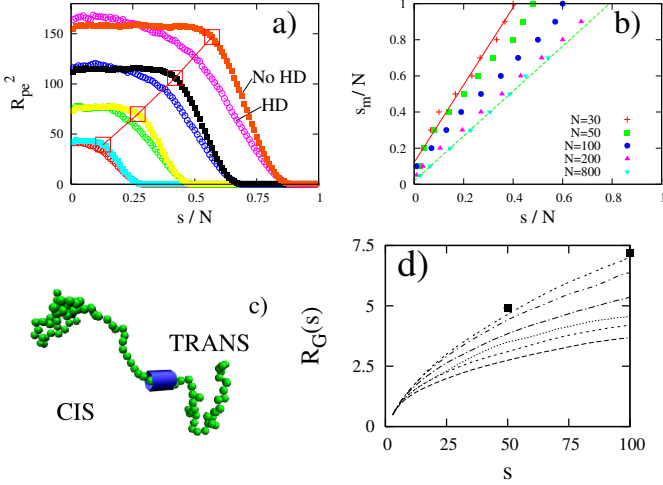 a)
R_pe^2
150
100
50
0
0
0.25
0.5
0.75
1
s / N
No HD
HD
b)
s_m/ N
1
0.8
0.6
0.4
0.2
0
0
0.2
0.4
0.6
0.8
1
s / N
N=30
N=50
N=100
N=200
N=800
c)
TRANS
CIS
d)
R_G(s)
7.5
5
2.5
0
25
50
75
100
s